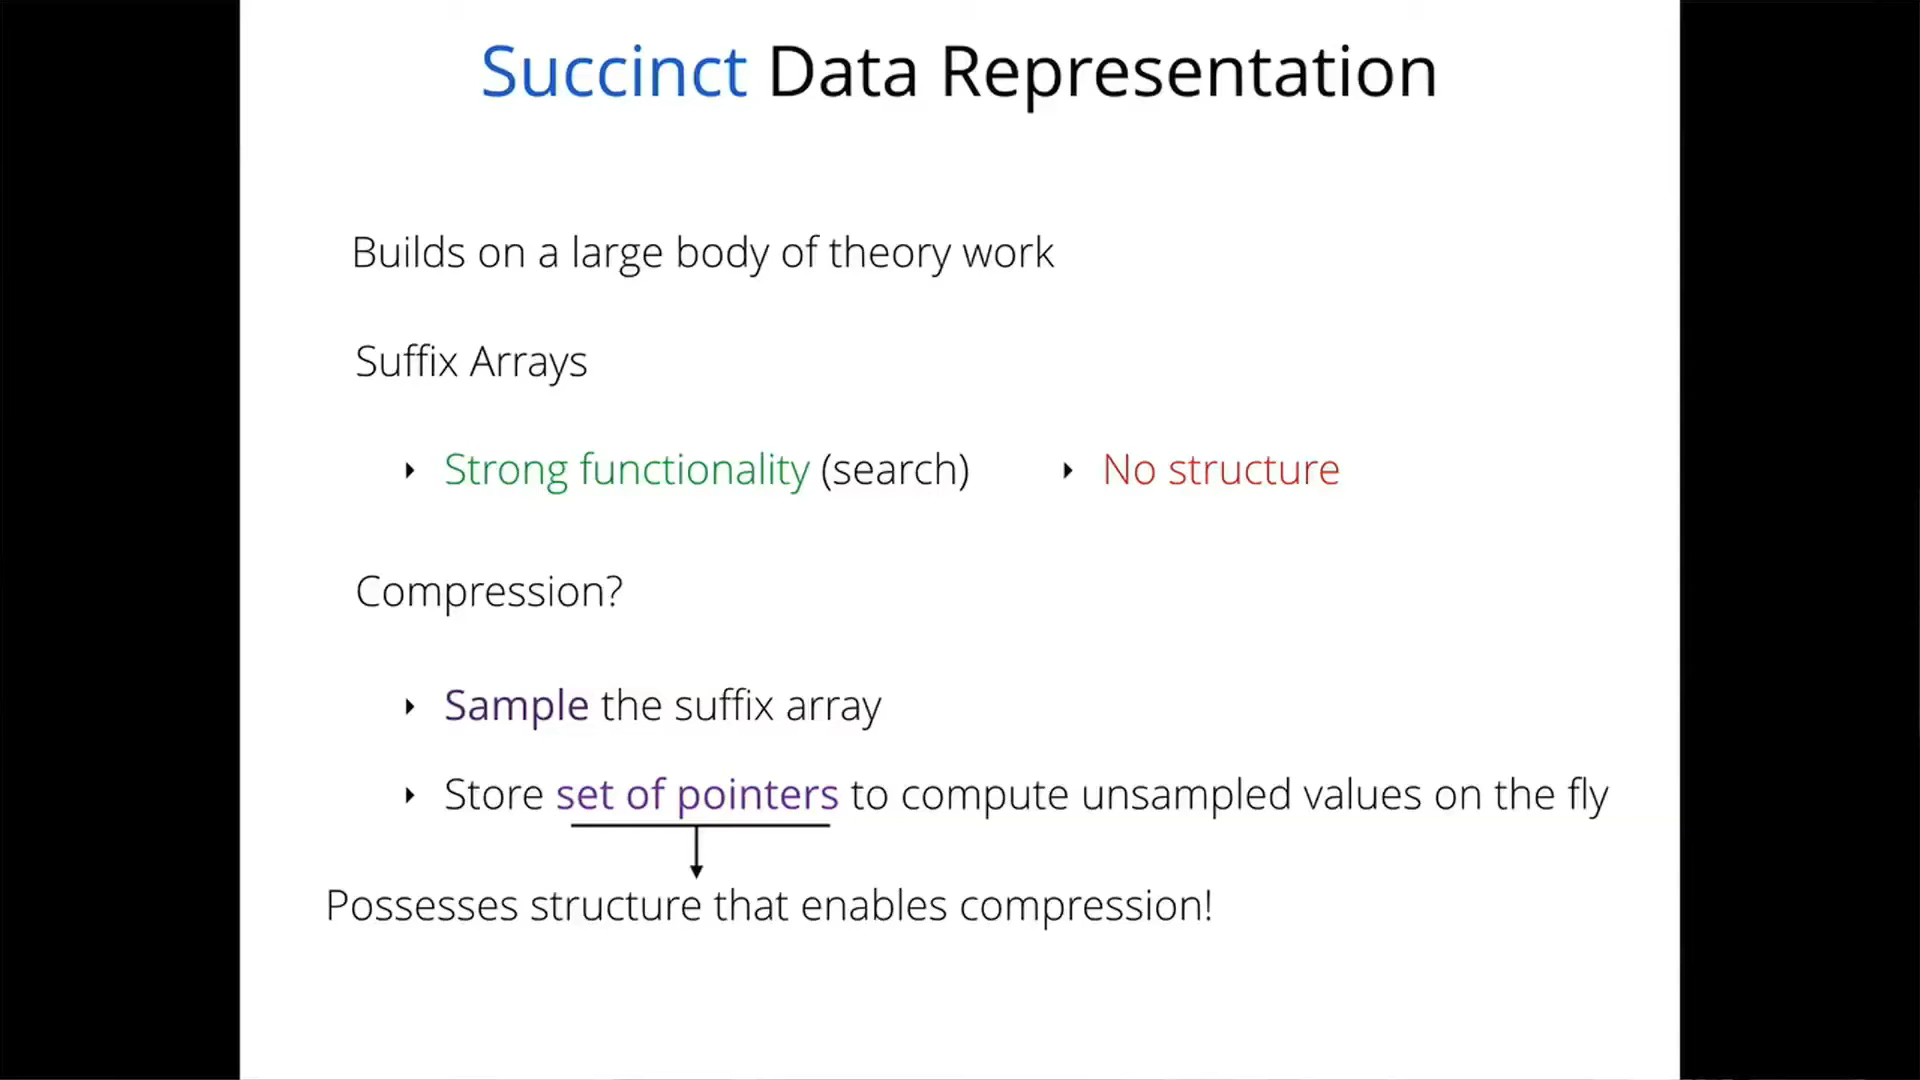 Succinct Data Representation
Builds on a large body of theory work
Suffix Arrays
‣ Strong functionality (search) ‣ No structure
Compression?
‣ Sample the suffix array
‣ Store set of pointers to compute unsampled values on the fly
Possesses structure that enables compression!